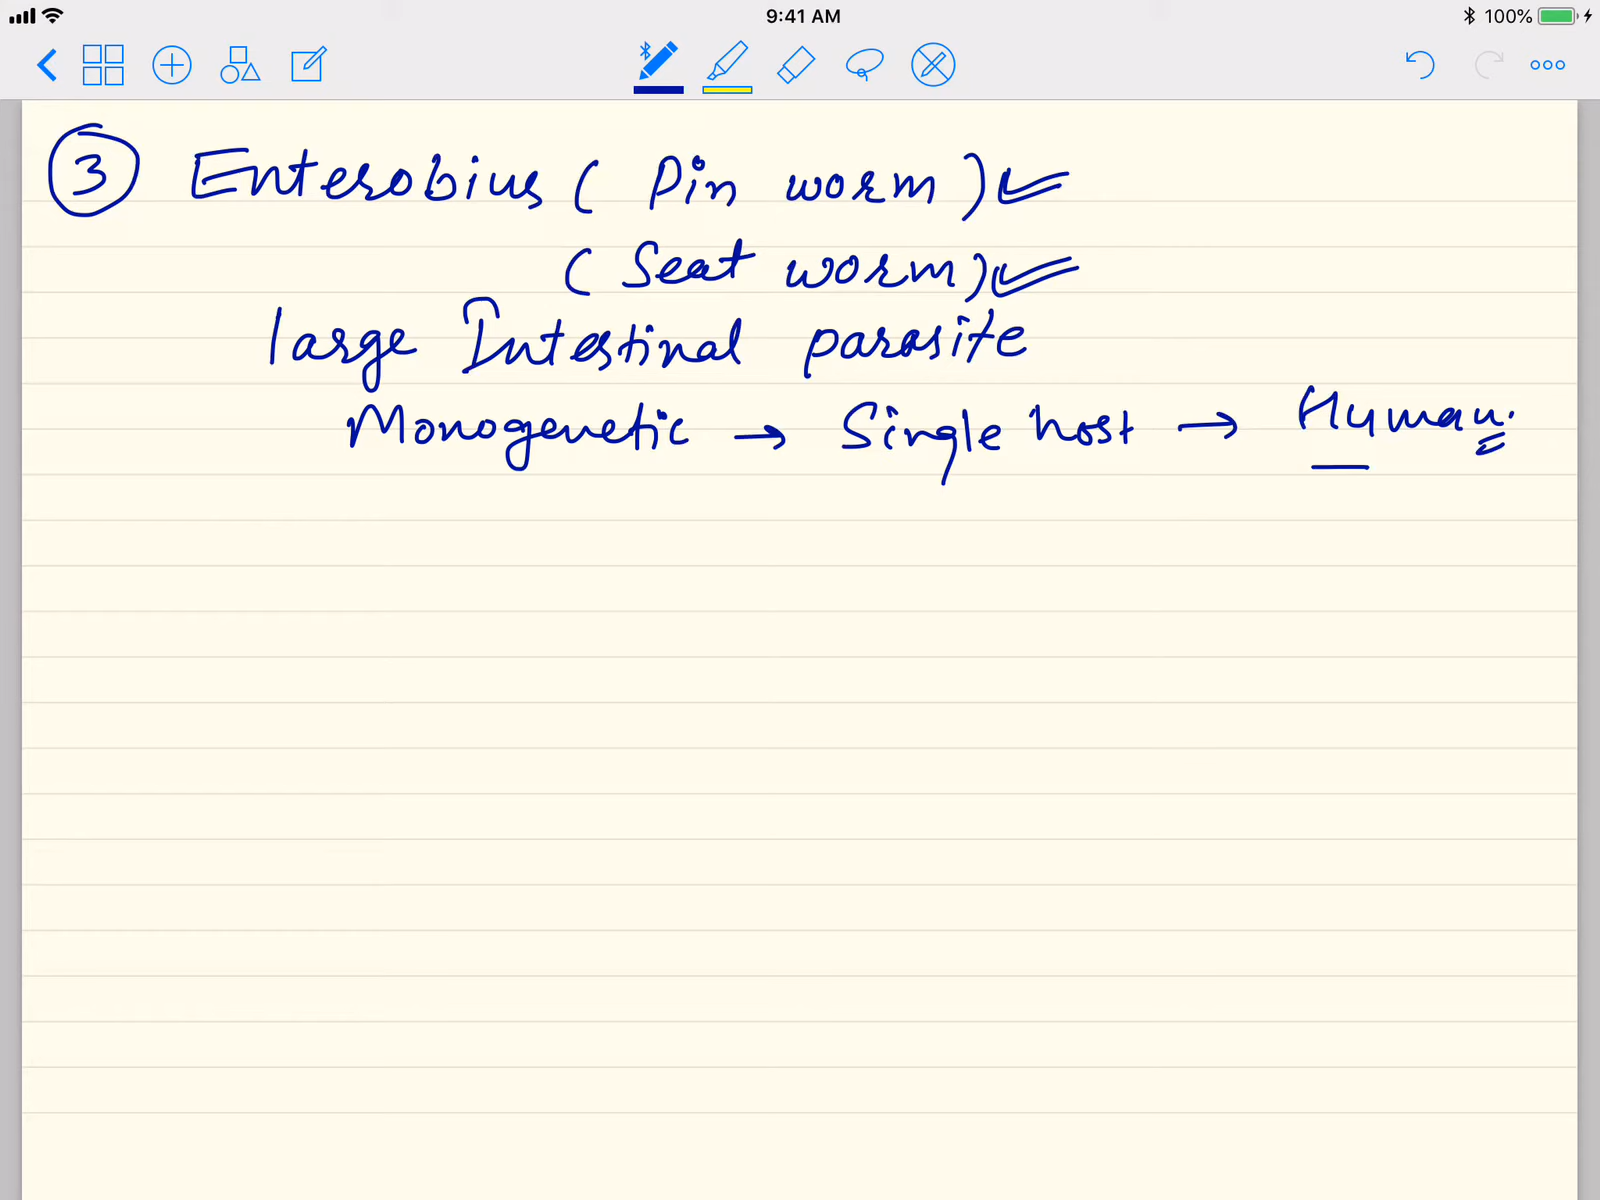 9:41 AM
100%
3 Enterobius ( Pin worm )
( Seat worm )
large Intestinal parasite
Monogenetic → Single host → Human.